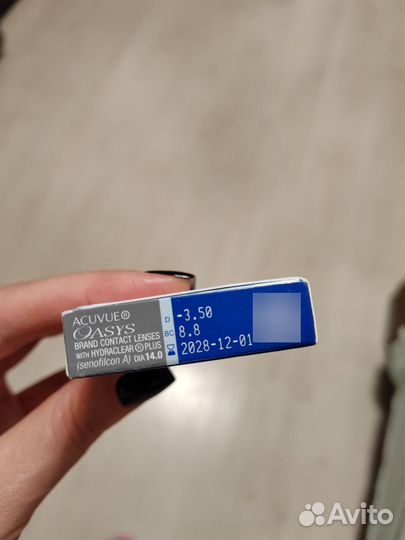 ACUVUE®
OASYS
BRAND CONTACT LENSES
WITH HYDRACLEAR PLUS
(senofilcon A) DIA 14.0
D -3.50
BC 8.8
2028-12-01
Avito